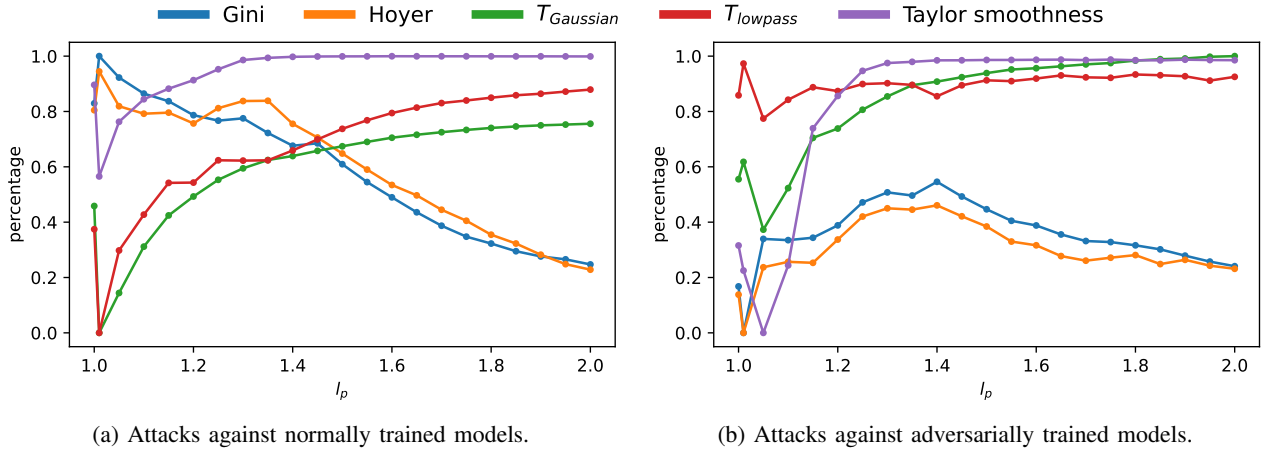 Gini Hoyer T_Gaussian T_lowpass Taylor smoothness
percentage
1.0
0.8
0.6
0.4
0.2
0.0
1.0 1.2 1.4 1.6 1.8 2.0
l_p
(a) Attacks against normally trained models.
percentage
1.0
0.8
0.6
0.4
0.2
0.0
1.0 1.2 1.4 1.6 1.8 2.0
l_p
(b) Attacks against adversarially trained models.